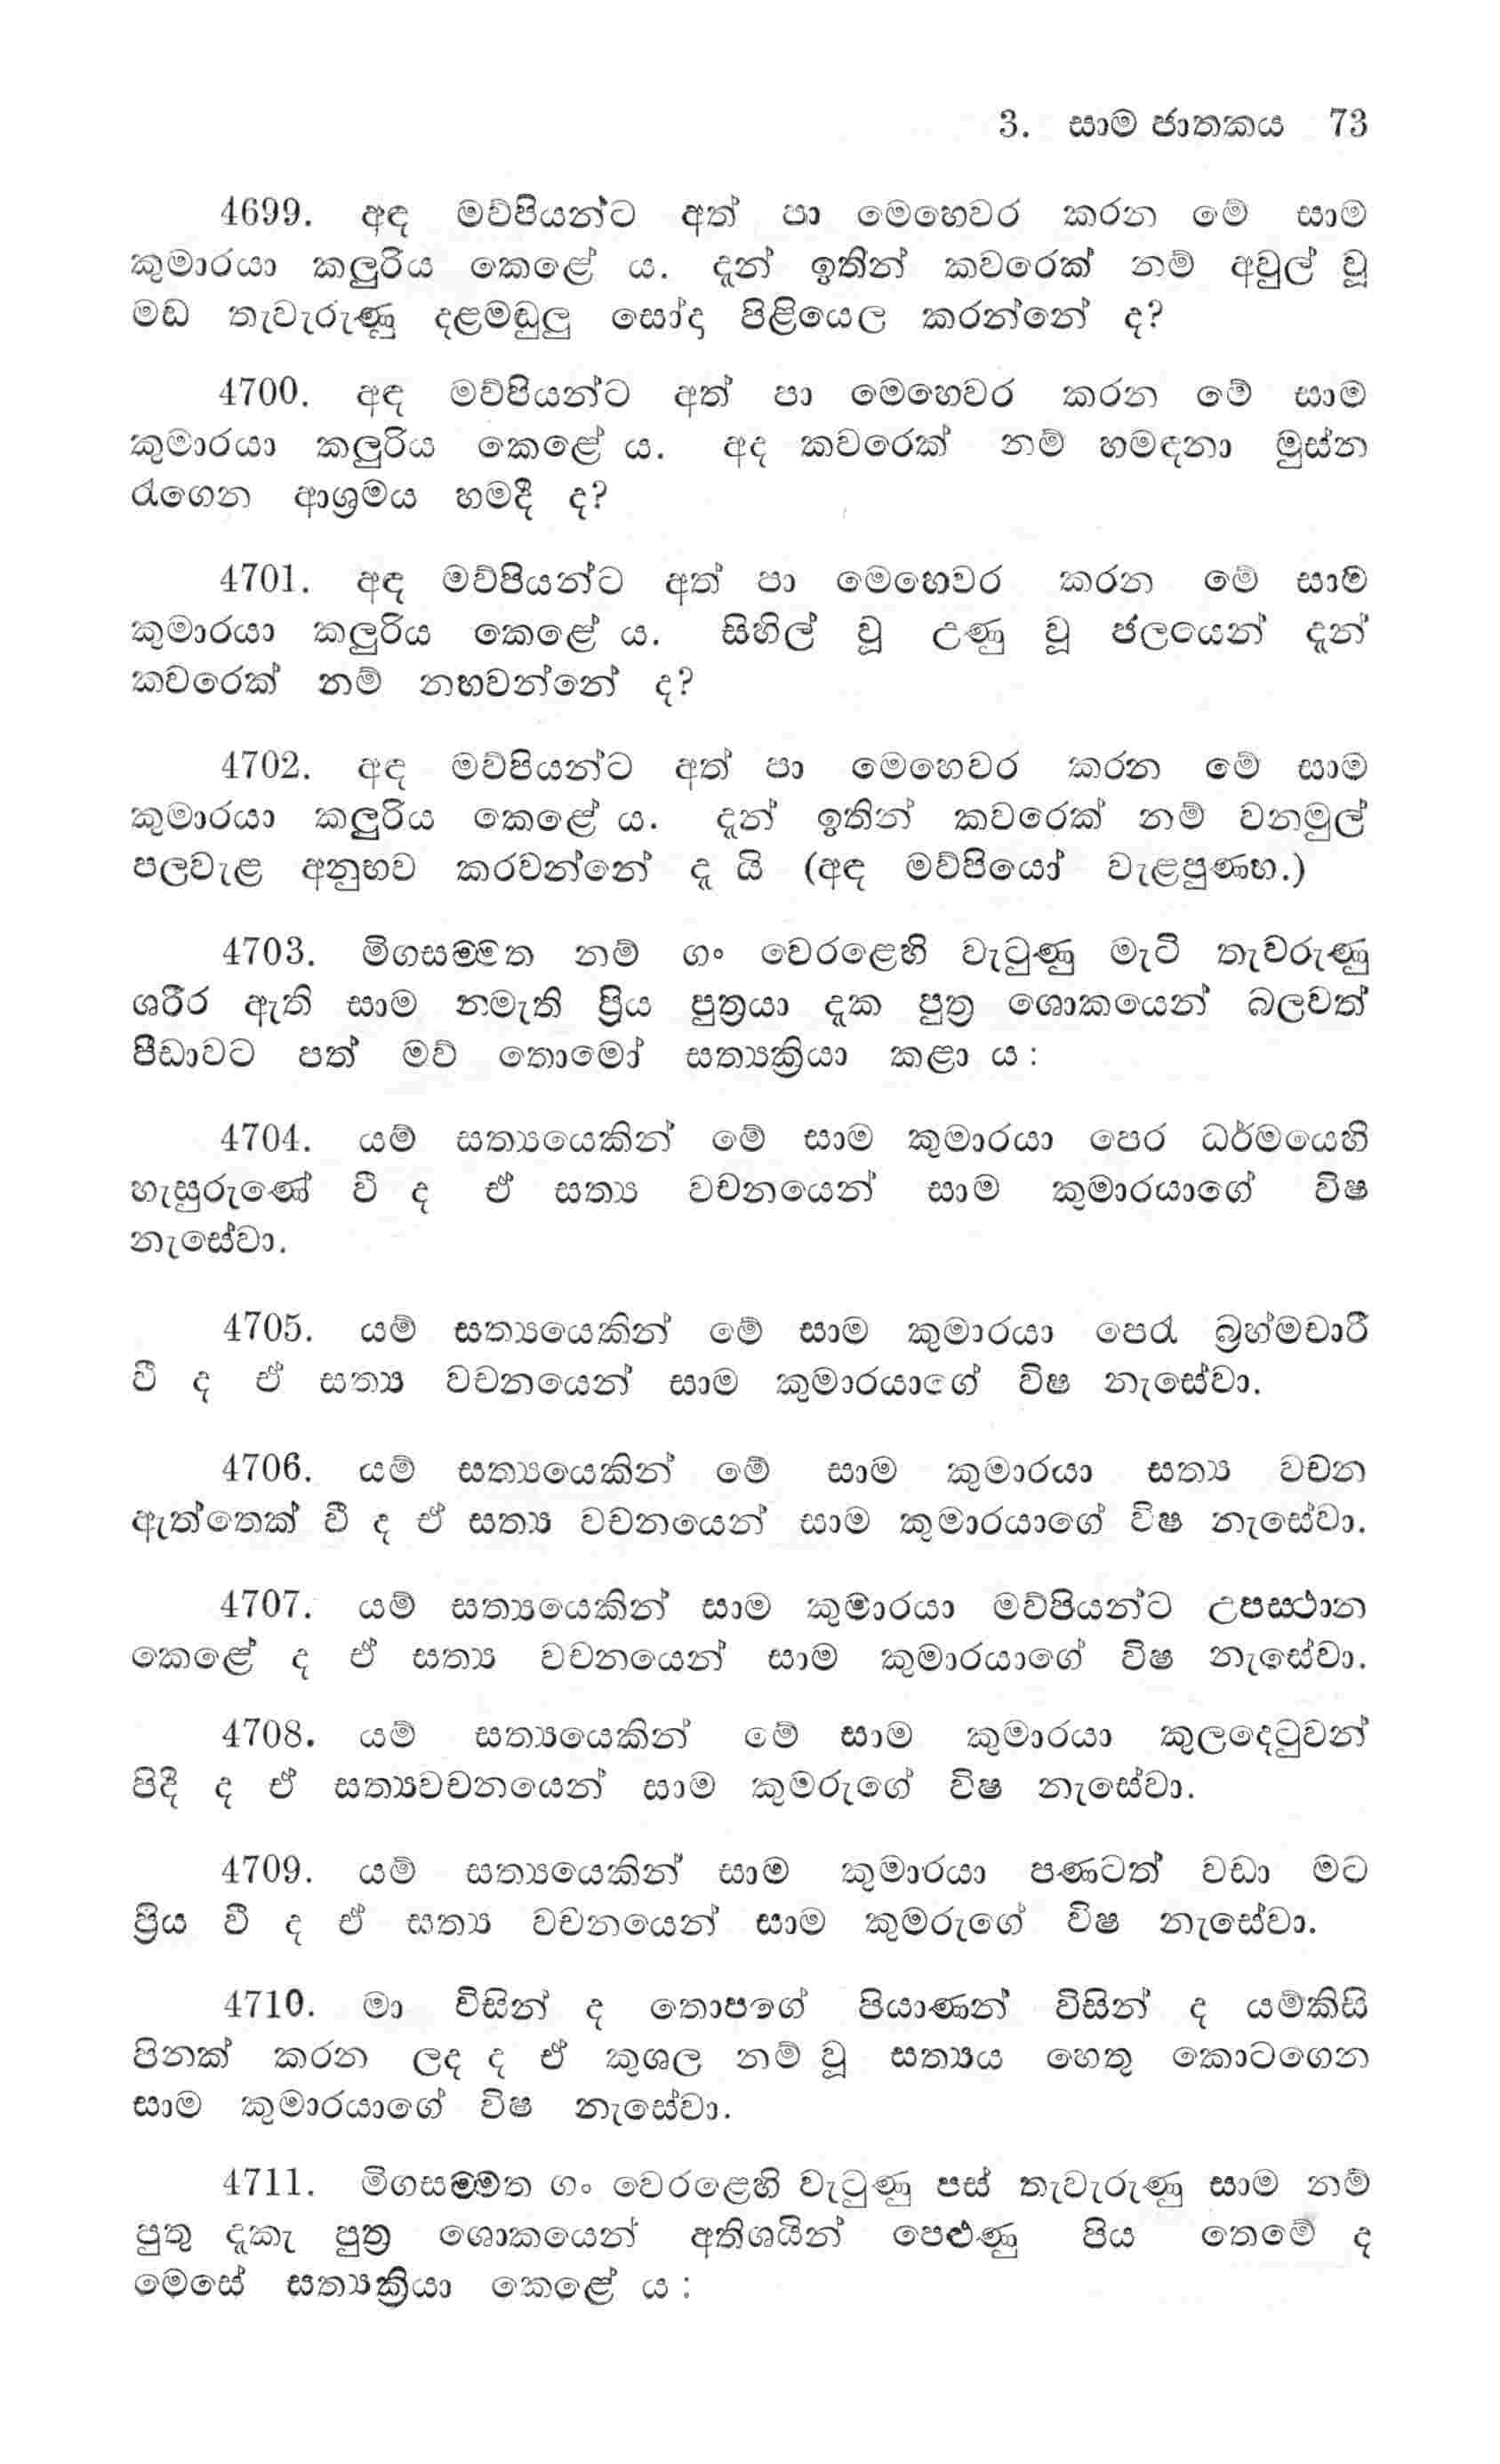 3. සාම ජාතකය 73
4699. අඳ මව්පියන්ට අත් පා මෙහෙවර කරන මේ සාම
කුමාරයා කලුරිය කෙළේ ය. දැන් ඉතින් කවරෙක් නම් අවුල් වූ
මඩ තැවැරුණු දළමඬුලු සෝදා පිළියෙල කරන්නේ ද?
4700. අඳ මව්පියන්ට අත් පා මෙහෙවර කරන මේ සාම
කුමාරයා කලුරිය කෙළේ ය. අද කවරෙක් නම් හමඳනා මුස්න
රැගෙන ආශ්‍රමය හමදී ද?
4701. අඳ මව්පියන්ට අත් පා මෙහෙවර කරන මේ සාම
කුමාරයා කලුරිය කෙළේ ය. සිහිල් වූ උණු වූ ජලයෙන් දැන්
කවරෙක් නම් නහවන්නේ ද?
4702. අඳ මව්පියන්ට අත් පා මෙහෙවර කරන මේ සාම
කුමාරයා කලුරිය කෙළේ ය. දැන් ඉතින් කවරෙක් නම් වනමුල්
පලවැළ අනුභව කරවන්නේ දැ යි (අඳ මව්පියෝ වැළපුණහ.)
4703. මිගසම්මත නම් ගං වෙරළෙහි වැටුණු මැටි තැවරුණු
ශරීර ඇති සාම නමැති ප්‍රිය පුත්‍රයා දැක පුත්‍ර ශොකයෙන් බලවත්
පීඩාවට පත් මව් තොමෝ සත්‍යක්‍රියා කළා ය:
4704. යම් සත්‍යයෙකින් මේ සාම කුමාරයා පෙර ධර්මයෙහි
හැසුරුණේ වී ද ඒ සත්‍ය වචනයෙන් සාම කුමාරයාගේ විෂ
නැසේවා.
4705. යම් සත්‍යයෙකින් මේ සාම කුමාරයා පෙරැ බ්‍රහ්මචාරී
වී ද ඒ සත්‍ය වචනයෙන් සාම කුමාරයාගේ විෂ නැසේවා.
4706. යම් සත්‍යයෙකින් මේ සාම කුමාරයා සත්‍ය වචන
ඇත්තෙක් වී ද ඒ සත්‍ය වචනයෙන් සාම කුමාරයාගේ විෂ නැසේවා.
4707. යම් සත්‍යයෙකින් සාම කුමාරයා මව්පියන්ට උපස්ථාන
කෙළේ ද ඒ සත්‍ය වචනයෙන් සාම කුමාරයාගේ විෂ නැසේවා.
4708. යම් සත්‍යයෙකින් මේ සාම කුමාරයා කුලදෙටුවන්
පිදී ද ඒ සත්‍යවචනයෙන් සාම කුමරුගේ විෂ නැසේවා.
4709. යම් සත්‍යයෙකින් සාම කුමාරයා පණටත් වඩා මට
ප්‍රිය වී ද ඒ සත්‍ය වචනයෙන් සාම කුමරුගේ විෂ නැසේවා.
4710. මා විසින් ද තොපගේ පියාණන් විසින් ද යම්කිසි
පිනක් කරන ලද ද ඒ කුශල නම් වූ සත්‍යය හෙතු කොටගෙන
සාම කුමාරයාගේ විෂ නැසේවා.
4711. මිගසම්මත ගං වෙරළෙහි වැටුණු පස් තැවැරුණු සාම නම්
පුතු දැකැ පුත්‍ර ශොකයෙන් අතිශයින් පෙළුණු පිය තෙමේ ද
මෙසේ සත්‍යක්‍රියා කෙළේ ය: